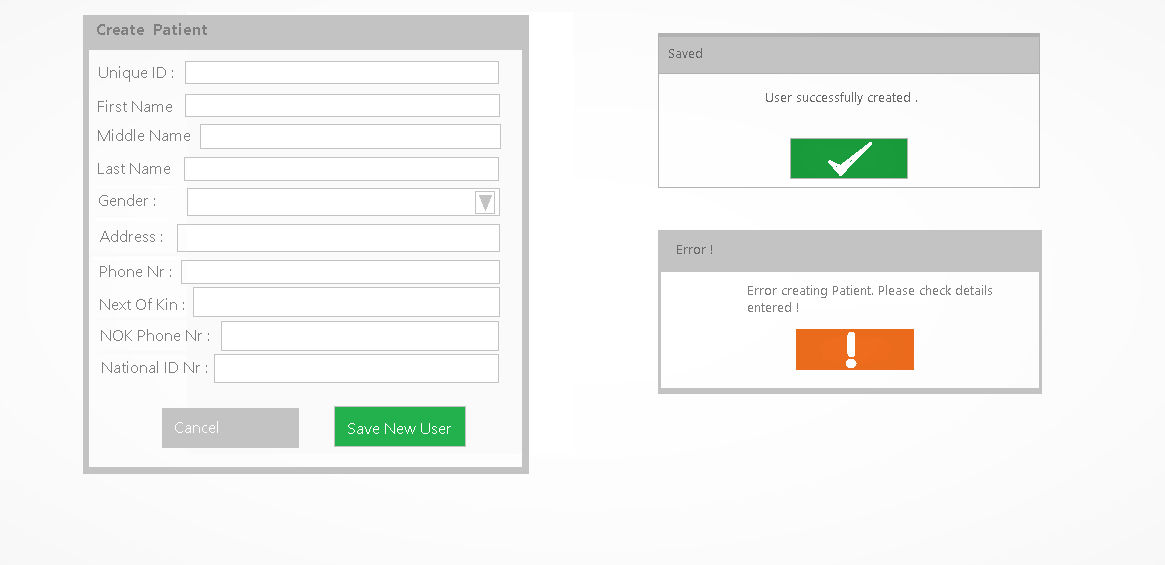 Create Patient
Unique ID :
First Name
Middle Name
Last Name
Gender :
Address :
Phone Nr :
Next Of Kin :
NOK Phone Nr :
National ID Nr :
Cancel
Save New User
Saved
User successfully created .
Error !
Error creating Patient. Please check details
entered !